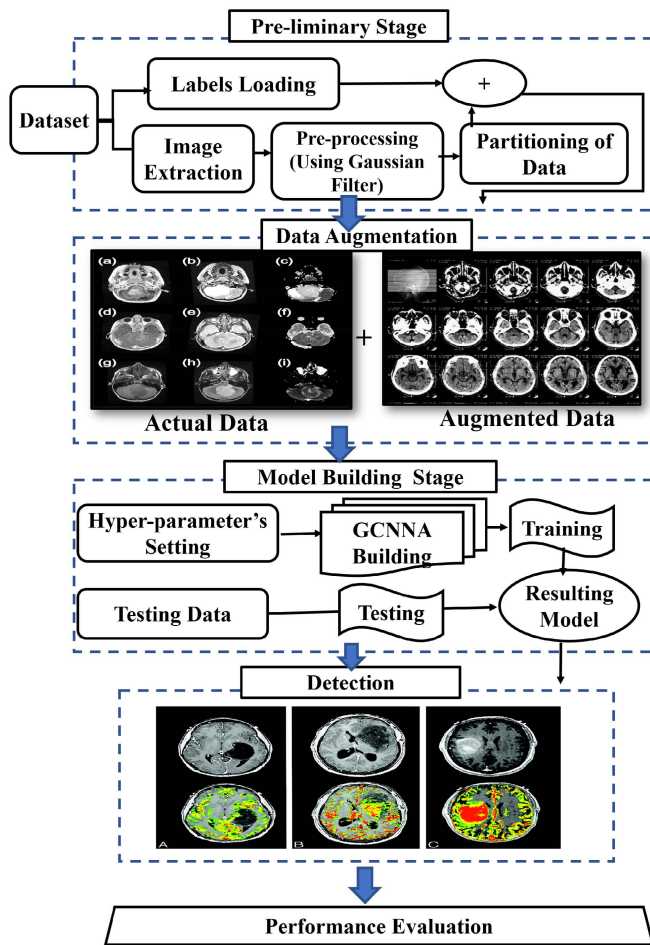 Pre-liminary Stage
Labels Loading
+
Dataset
Image
Extraction
Pre-processing
(Using Gaussian
Filter)
Partitioning of
Data
Data Augmentation
(a)
(b)
(c)
(d)
(e)
(f)
(g)
(h)
(i)
+
Actual Data
Augmented Data
Model Building Stage
Hyper-parameter's
Setting
GCNNA
Building
Training
Testing Data
Testing
Resulting
Model
Detection
A
B
C
Performance Evaluation